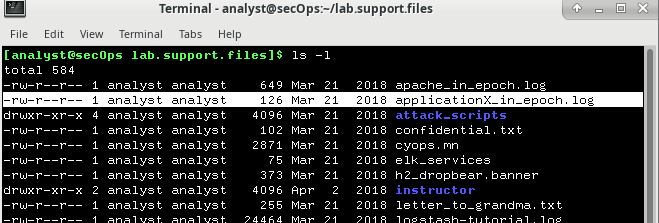 Terminal - analyst@secOps:~/lab.support.files
File Edit View Terminal Tabs Help
[analyst@secOps lab.support.files]$ ls -l
total 584
-rw-r--r-- 1 analyst analyst 649 Mar 21 2018 apache_in_epoch.log
-rw-r--r-- 1 analyst analyst 126 Mar 21 2018 applicationX_in_epoch.log
drwxr-xr-x 4 analyst analyst 4096 Mar 21 2018 attack_scripts
-rw-r--r-- 1 analyst analyst 102 Mar 21 2018 confidential.txt
-rw-r--r-- 1 analyst analyst 2871 Mar 21 2018 cyops.mn
-rw-r--r-- 1 analyst analyst 75 Mar 21 2018 elk_services
-rw-r--r-- 1 analyst analyst 373 Mar 21 2018 h2_dropbear.banner
drwxr-xr-x 2 analyst analyst 4096 Apr 2 2018 instructor
-rw-r--r-- 1 analyst analyst 255 Mar 21 2018 letter_to_grandma.txt
-rw-r--r-- 1 analyst analyst 24464 Mar 21 2018 logstash-tutorial.log